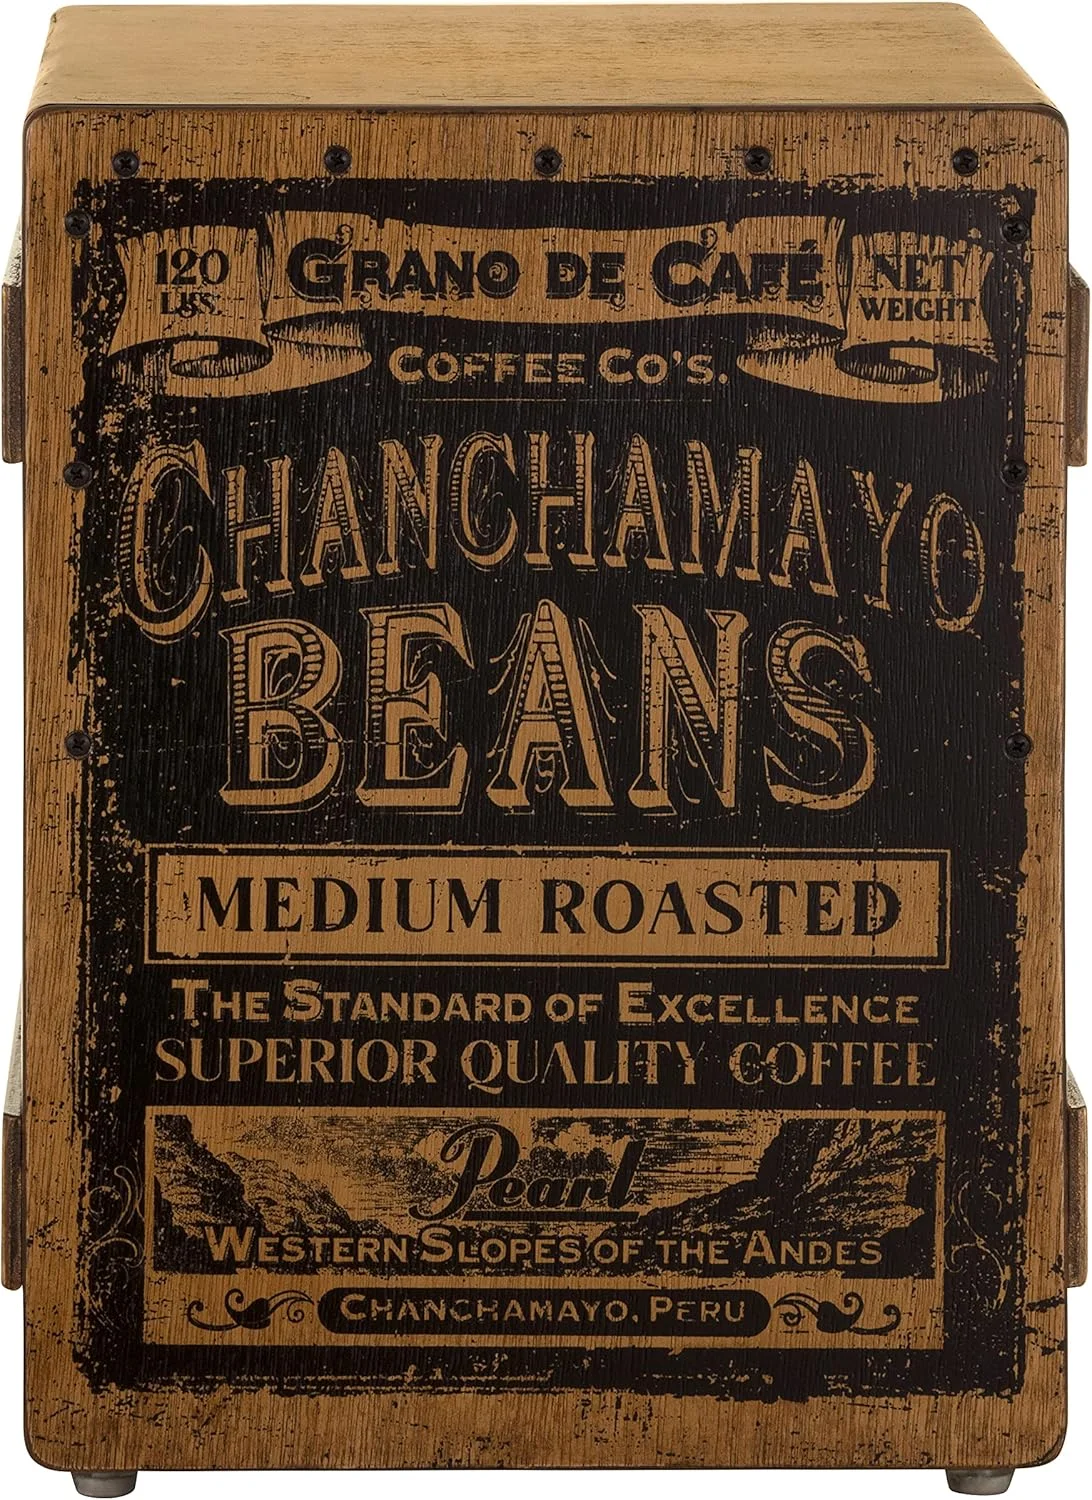 120 LBS. GRANO DE CAFÉ NET WEIGHT
COFFEE CO'S.
CHANCHAMAYO
BEANS
MEDIUM ROASTED
THE STANDARD OF EXCELLENCE
SUPERIOR QUALITY COFFEE
Pearl
WESTERN SLOPES OF THE ANDES
CHANCHAMAYO, PERU